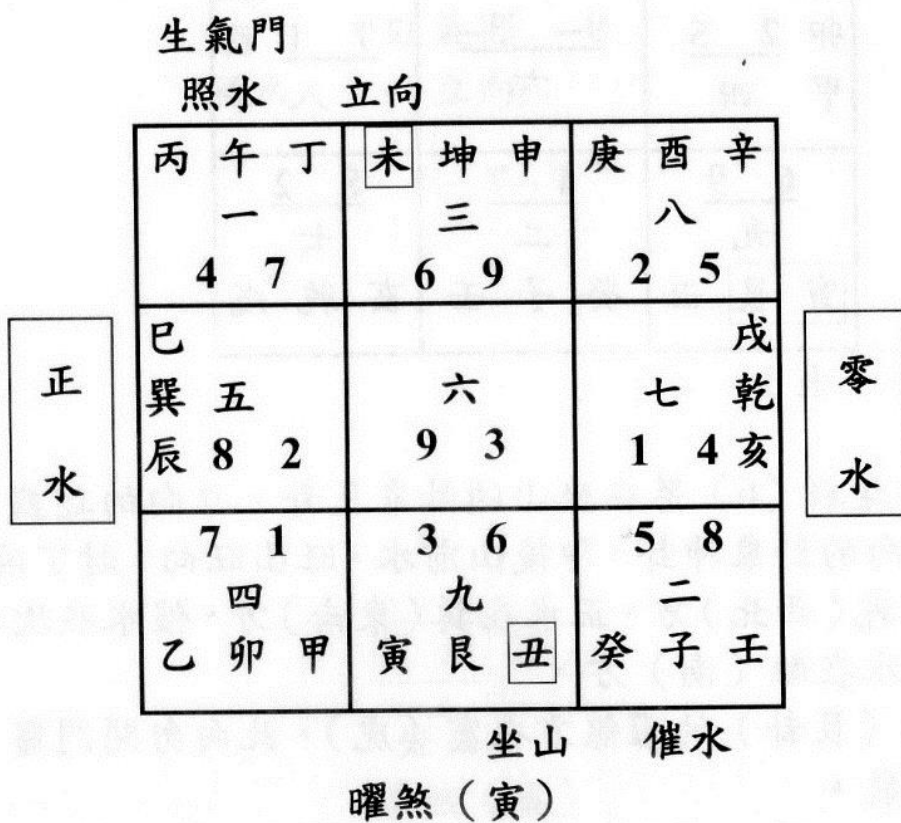 生氣門
照水 立向
丙 午 丁 未 坤 申 庚 酉 辛
一 三 八
4 7 6 9 2 5
正水
巳巽辰 五 8 2
六 9 3
七 1 4 戌乾亥
零水
7 1 3 6 5 8
四 九 二
乙 卯 甲 寅 艮 丑 癸 子 壬
坐山 催水
曜煞（寅）